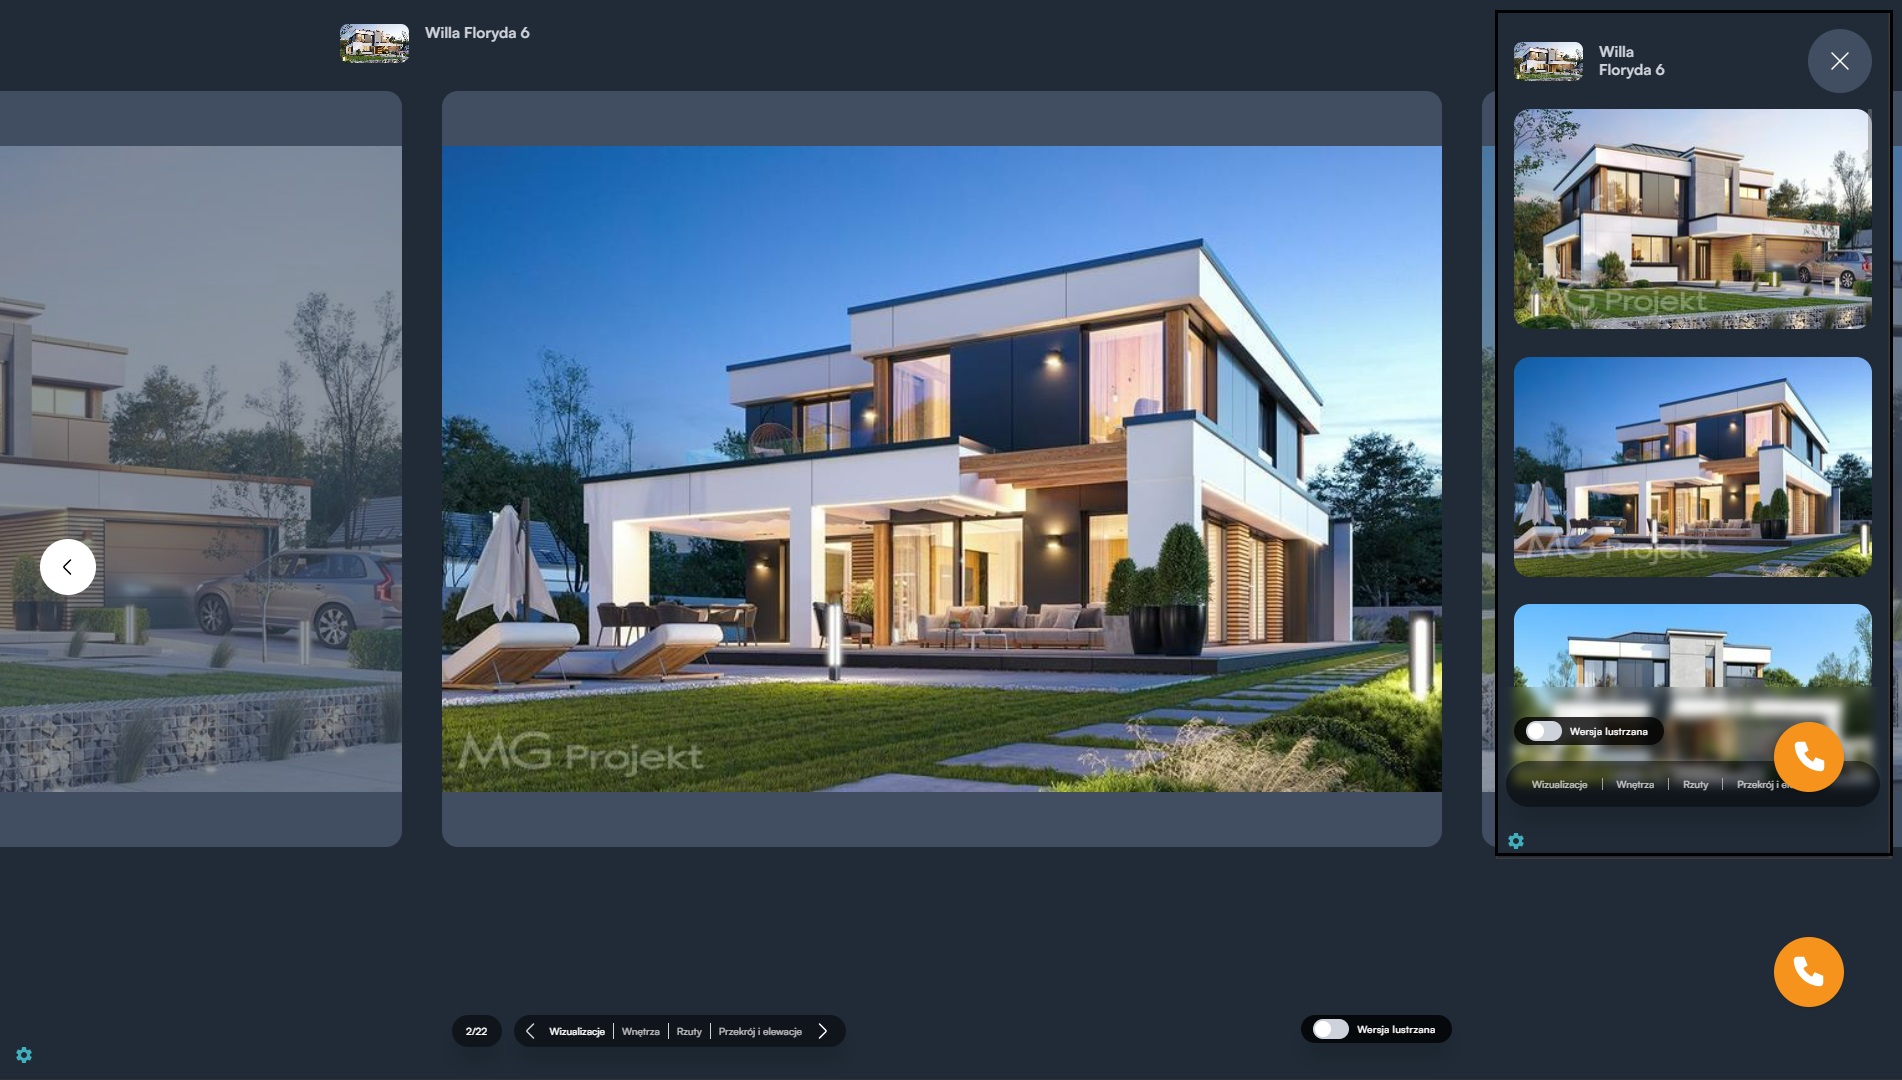 Willa Floryda 6
MG Projekt
2/22
Wizualizacje
Wnętrza
Rzuty
Przekrój i elewacje
Wersja lustrzana
Willa
Floryda 6
MG Projekt
MG Projekt
Wersja lustrzana
Wizualizacje
Wnętrza
Rzuty
Przekrój i